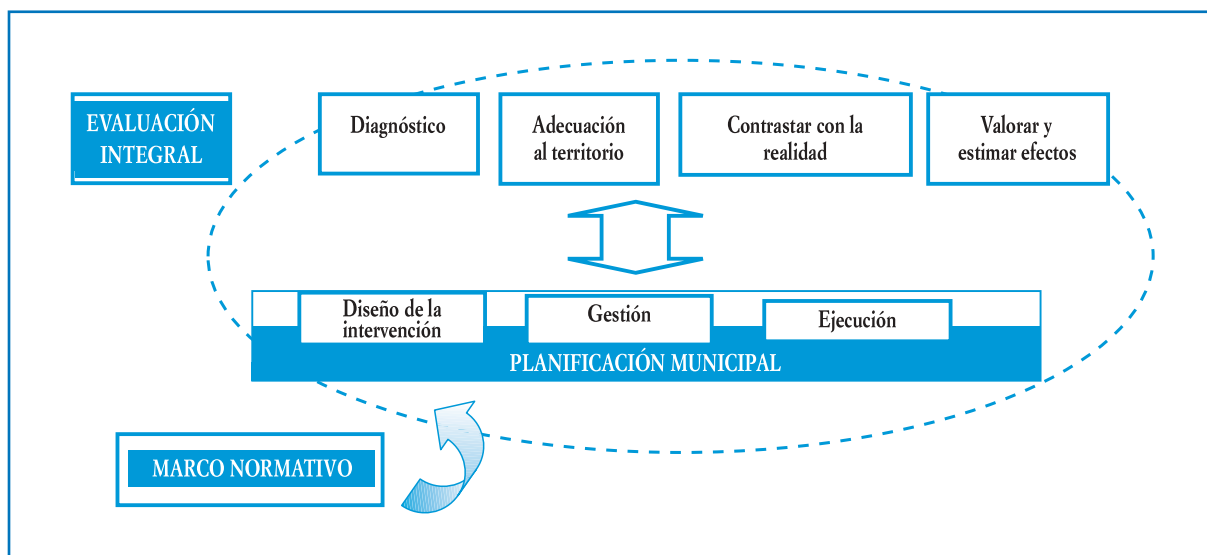 EVALUACIÓN
INTEGRAL
Diagnóstico
Adecuación
al territorio
Contrastar con la
realidad
Valorar y
estimar efectos
Diseño de la
intervención
Gestión
Ejecución
PLANIFICACIÓN MUNICIPAL
MARCO NORMATIVO